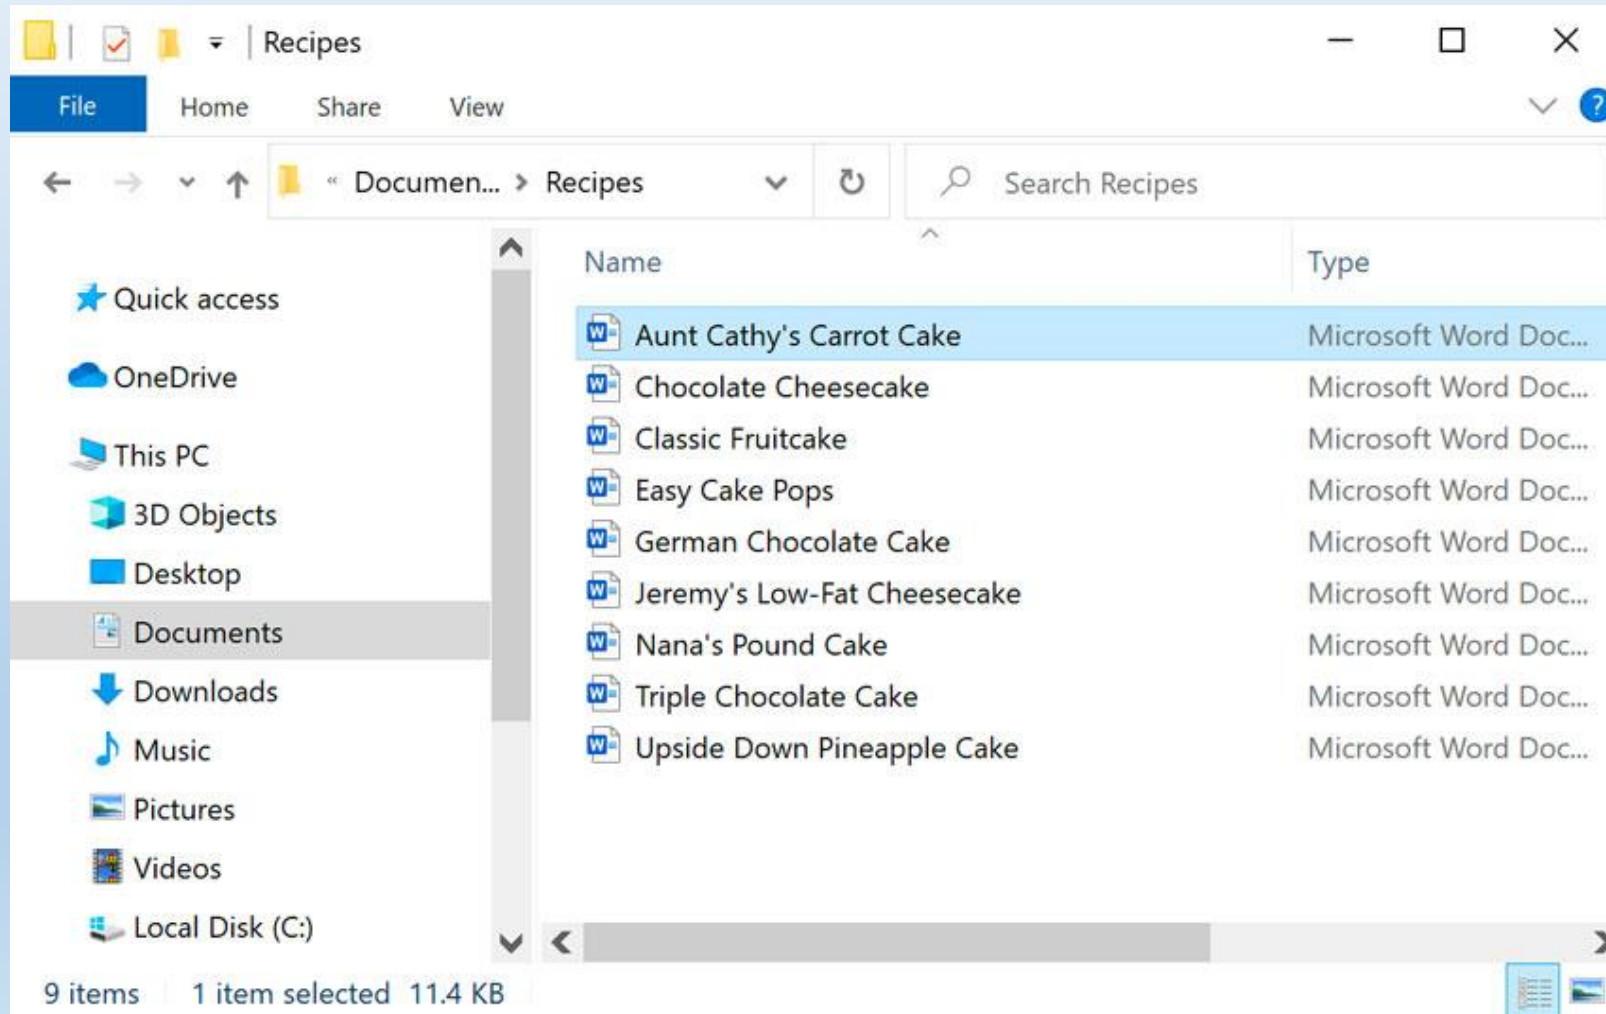 Recipes
File Home Share View
« Documen... > Recipes Search Recipes
Quick access
OneDrive
This PC
3D Objects
Desktop
Documents
Downloads
Music
Pictures
Videos
Local Disk (C:)
Name Type
Aunt Cathy's Carrot Cake Microsoft Word Doc...
Chocolate Cheesecake Microsoft Word Doc...
Classic Fruitcake Microsoft Word Doc...
Easy Cake Pops Microsoft Word Doc...
German Chocolate Cake Microsoft Word Doc...
Jeremy's Low-Fat Cheesecake Microsoft Word Doc...
Nana's Pound Cake Microsoft Word Doc...
Triple Chocolate Cake Microsoft Word Doc...
Upside Down Pineapple Cake Microsoft Word Doc...
9 items 1 item selected 11.4 KB